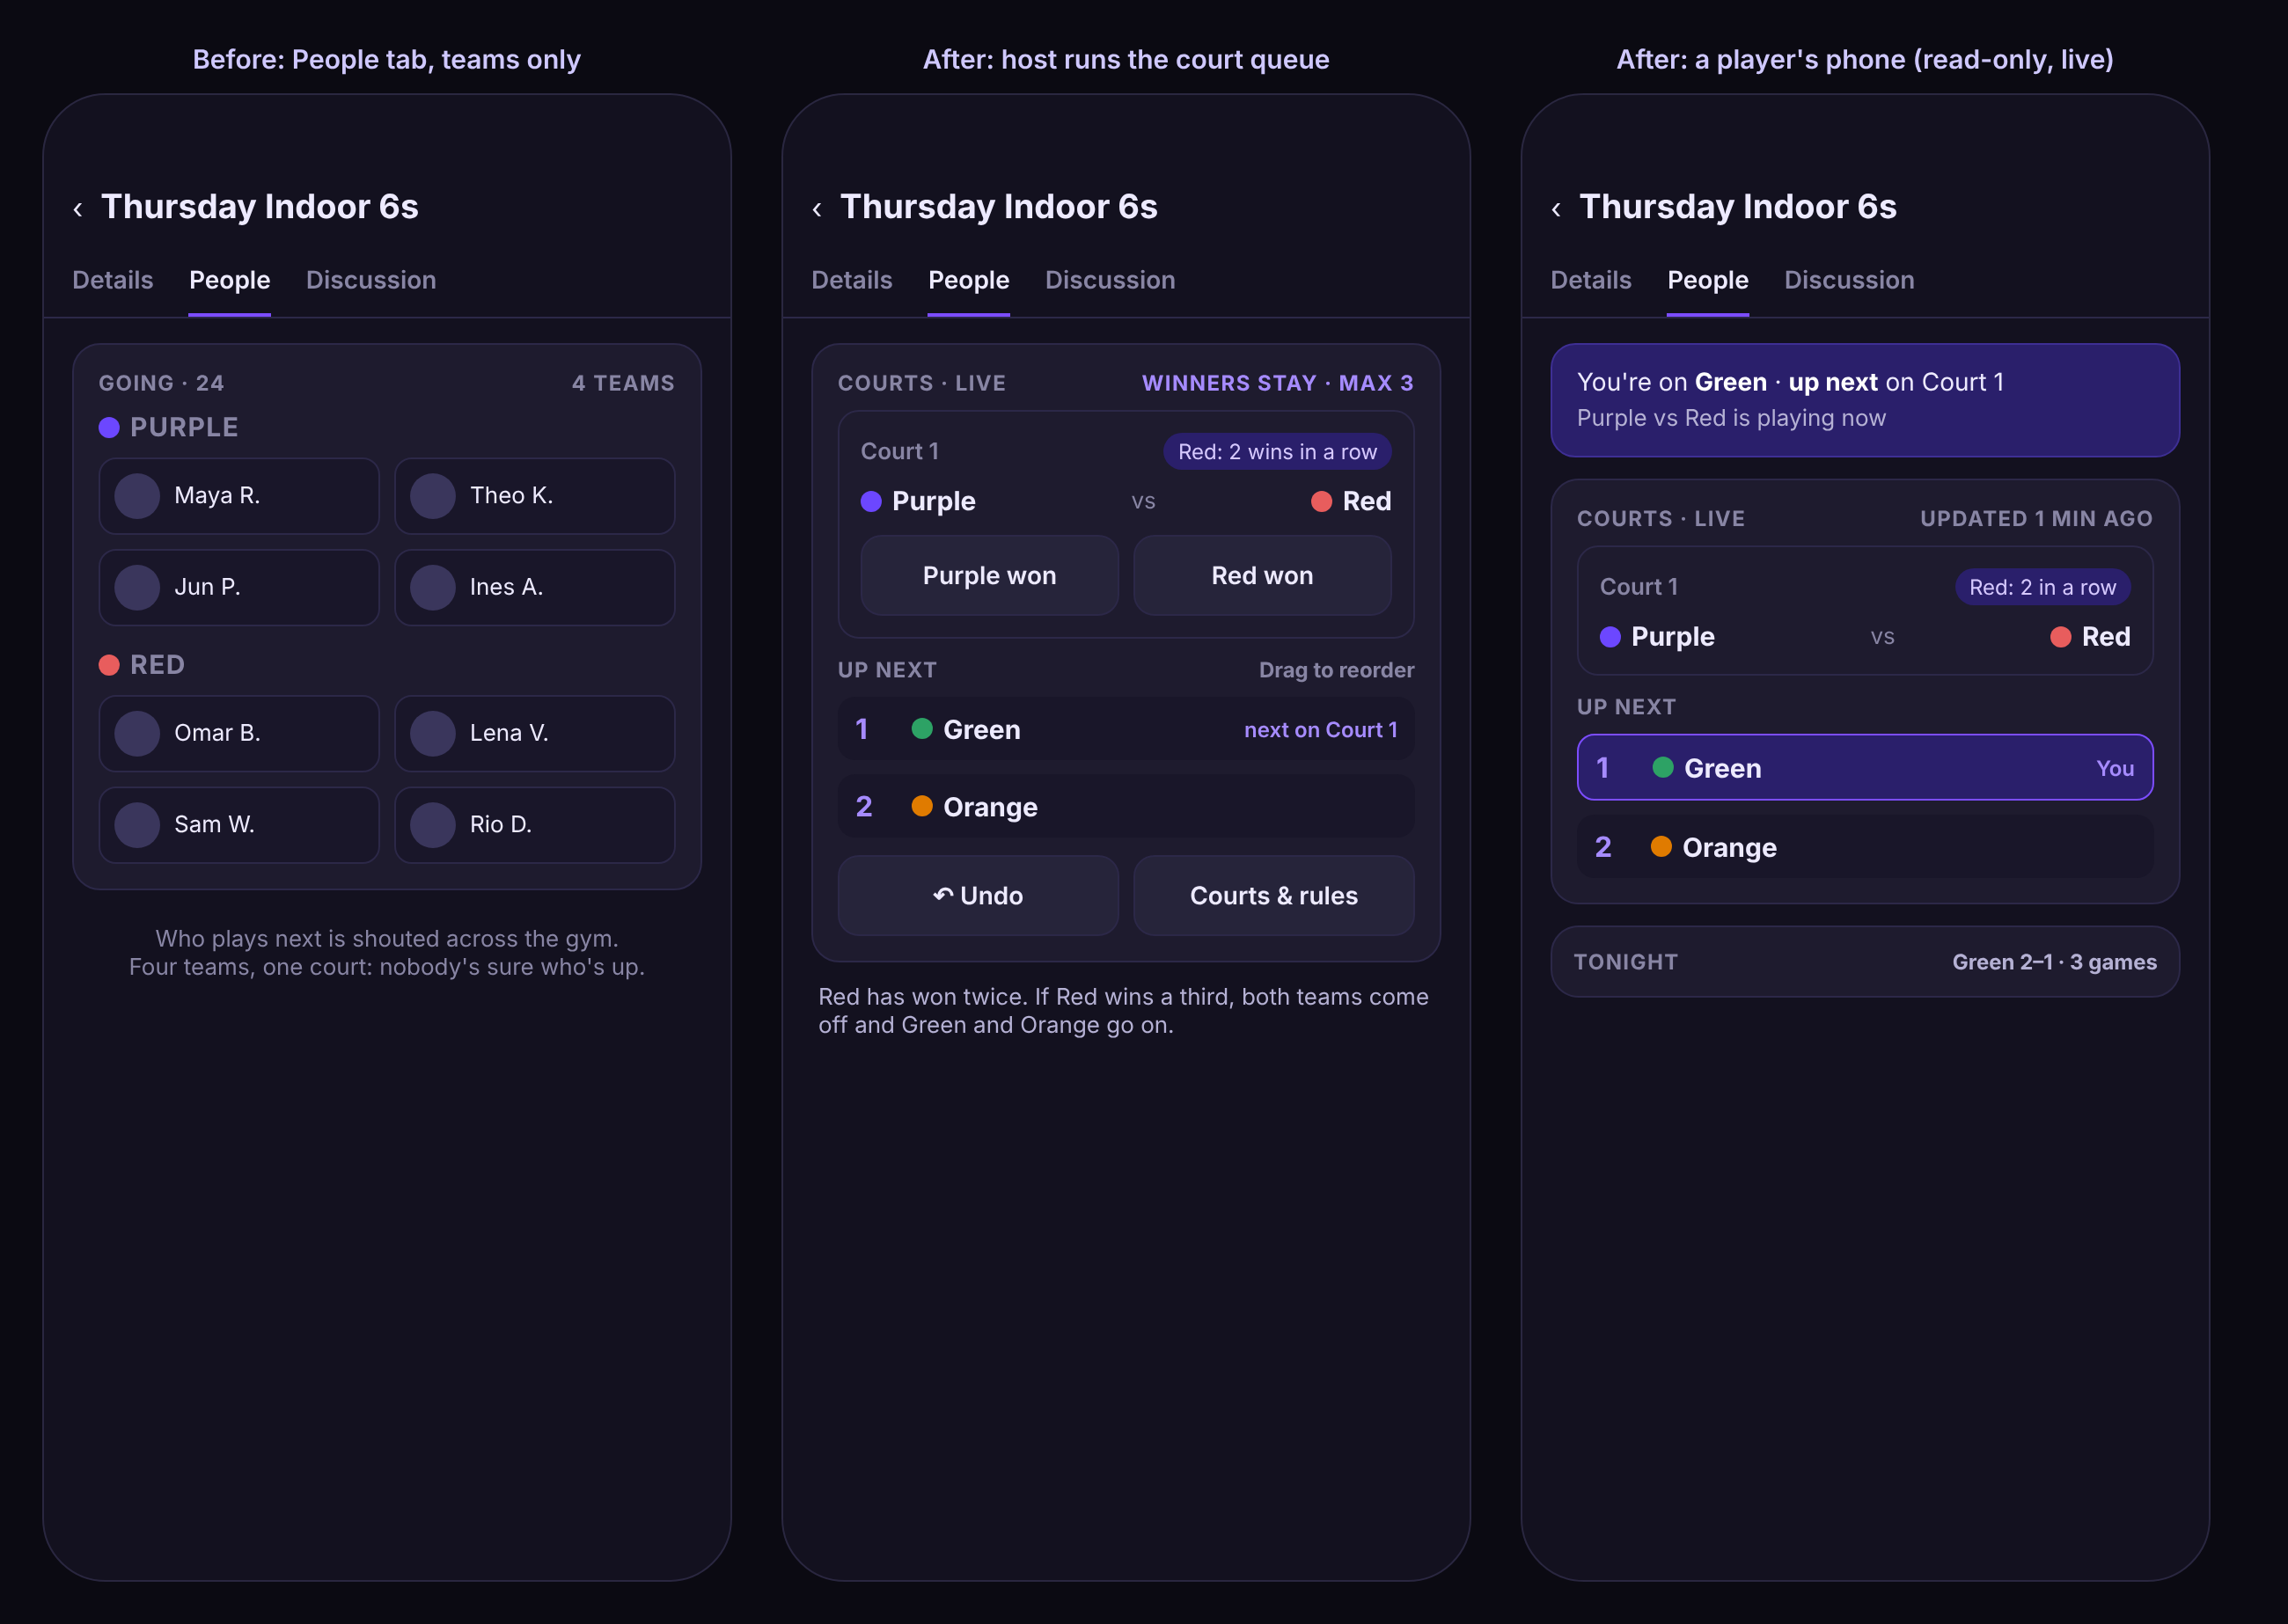 Before: People tab, teams only
‹ Thursday Indoor 6s
Details People Discussion
GOING · 24 4 TEAMS
PURPLE
Maya R. Theo K.
Jun P. Ines A.
RED
Omar B. Lena V.
Sam W. Rio D.
Who plays next is shouted across the gym.
Four teams, one court: nobody's sure who's up.
After: host runs the court queue
‹ Thursday Indoor 6s
Details People Discussion
COURTS · LIVE WINNERS STAY · MAX 3
Court 1 Red: 2 wins in a row
Purple vs Red
Purple won Red won
UP NEXT Drag to reorder
1 Green next on Court 1
2 Orange
↶ Undo Courts & rules
Red has won twice. If Red wins a third, both teams come
off and Green and Orange go on.
After: a player's phone (read-only, live)
‹ Thursday Indoor 6s
Details People Discussion
You're on Green · up next on Court 1
Purple vs Red is playing now
COURTS · LIVE UPDATED 1 MIN AGO
Court 1 Red: 2 in a row
Purple vs Red
UP NEXT
1 Green You
2 Orange
TONIGHT Green 2–1 · 3 games